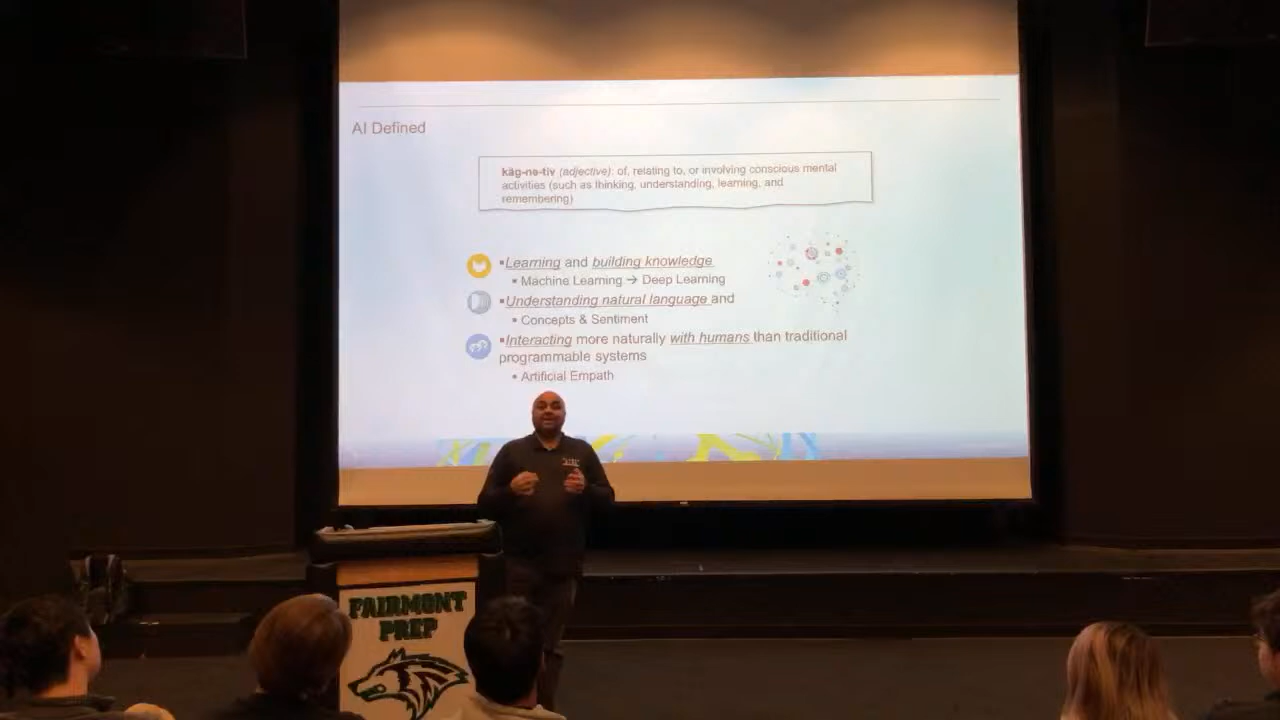 AI Defined
käg-nə-tiv (adjective): of, relating to, or involving conscious mental
activities (such as thinking, understanding, learning, and
remembering)
▪Learning and building knowledge
▪ Machine Learning → Deep Learning
▪Understanding natural language and
▪ Concepts & Sentiment
▪Interacting more naturally with humans than traditional
programmable systems
▪ Artificial Empath
FAIRMONT
PREP